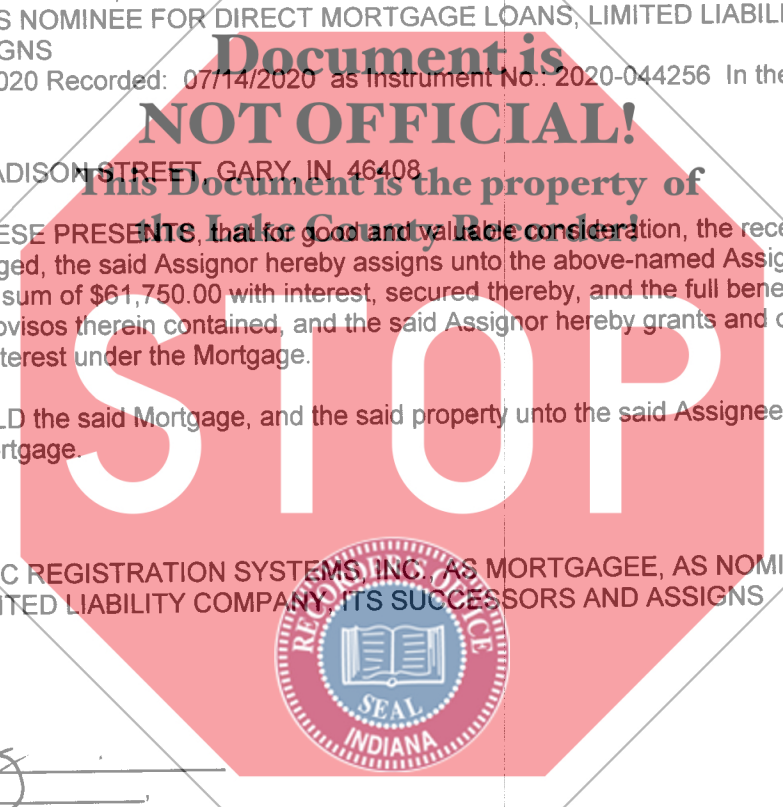 S NOMINEE FOR DIRECT MORTGAGE LOANS, LIMITED LIABILI
GNS
Document is
020 Recorded: 07/14/2020 as Instrument No.: 2020-044256 In the
NOT OFFICIAL!
ADISON STREET, GARY, IN 46408
This Document is the property of
the Lake County Recorder!
ESE PRESENTS, that for good and valuable consideration, the rece
ged, the said Assignor hereby assigns unto the above-named Assig
sum of $61,750.00 with interest, secured thereby, and the full bene
ovisos therein contained, and the said Assignor hereby grants and c
terest under the Mortgage.
STOP
LD the said Mortgage, and the said property unto the said Assignee
rtgage.
C REGISTRATION SYSTEMS, INC., AS MORTGAGEE, AS NOMI
ITED LIABILITY COMPANY, ITS SUCCESSORS AND ASSIGNS
RECORDER'S OFFICE
SEAL
INDIANA